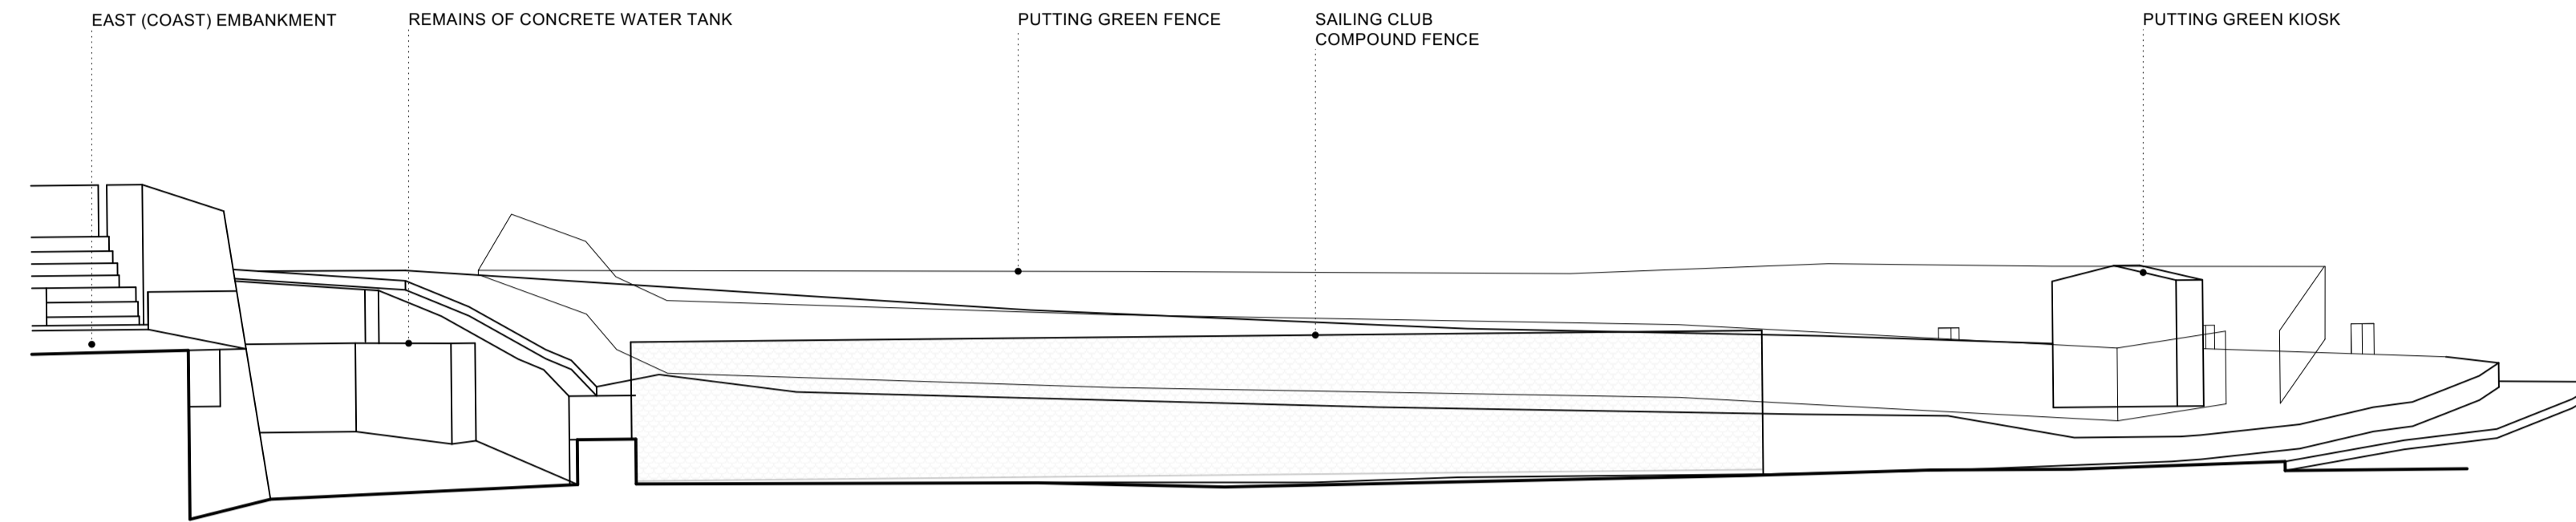 EAST (COAST) EMBANKMENT
REMAINS OF CONCRETE WATER TANK
PUTTING GREEN FENCE
SAILING CLUB
COMPOUND FENCE
PUTTING GREEN KIOSK